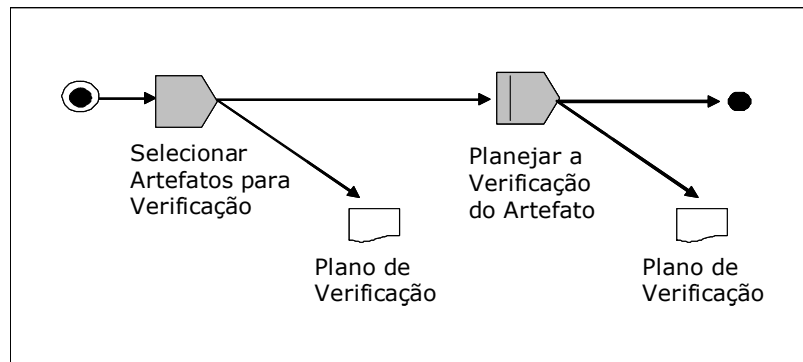 Selecionar
Artefatos para
Verificação
Planejar a
Verificação
do Artefato
Plano de
Verificação
Plano de
Verificação